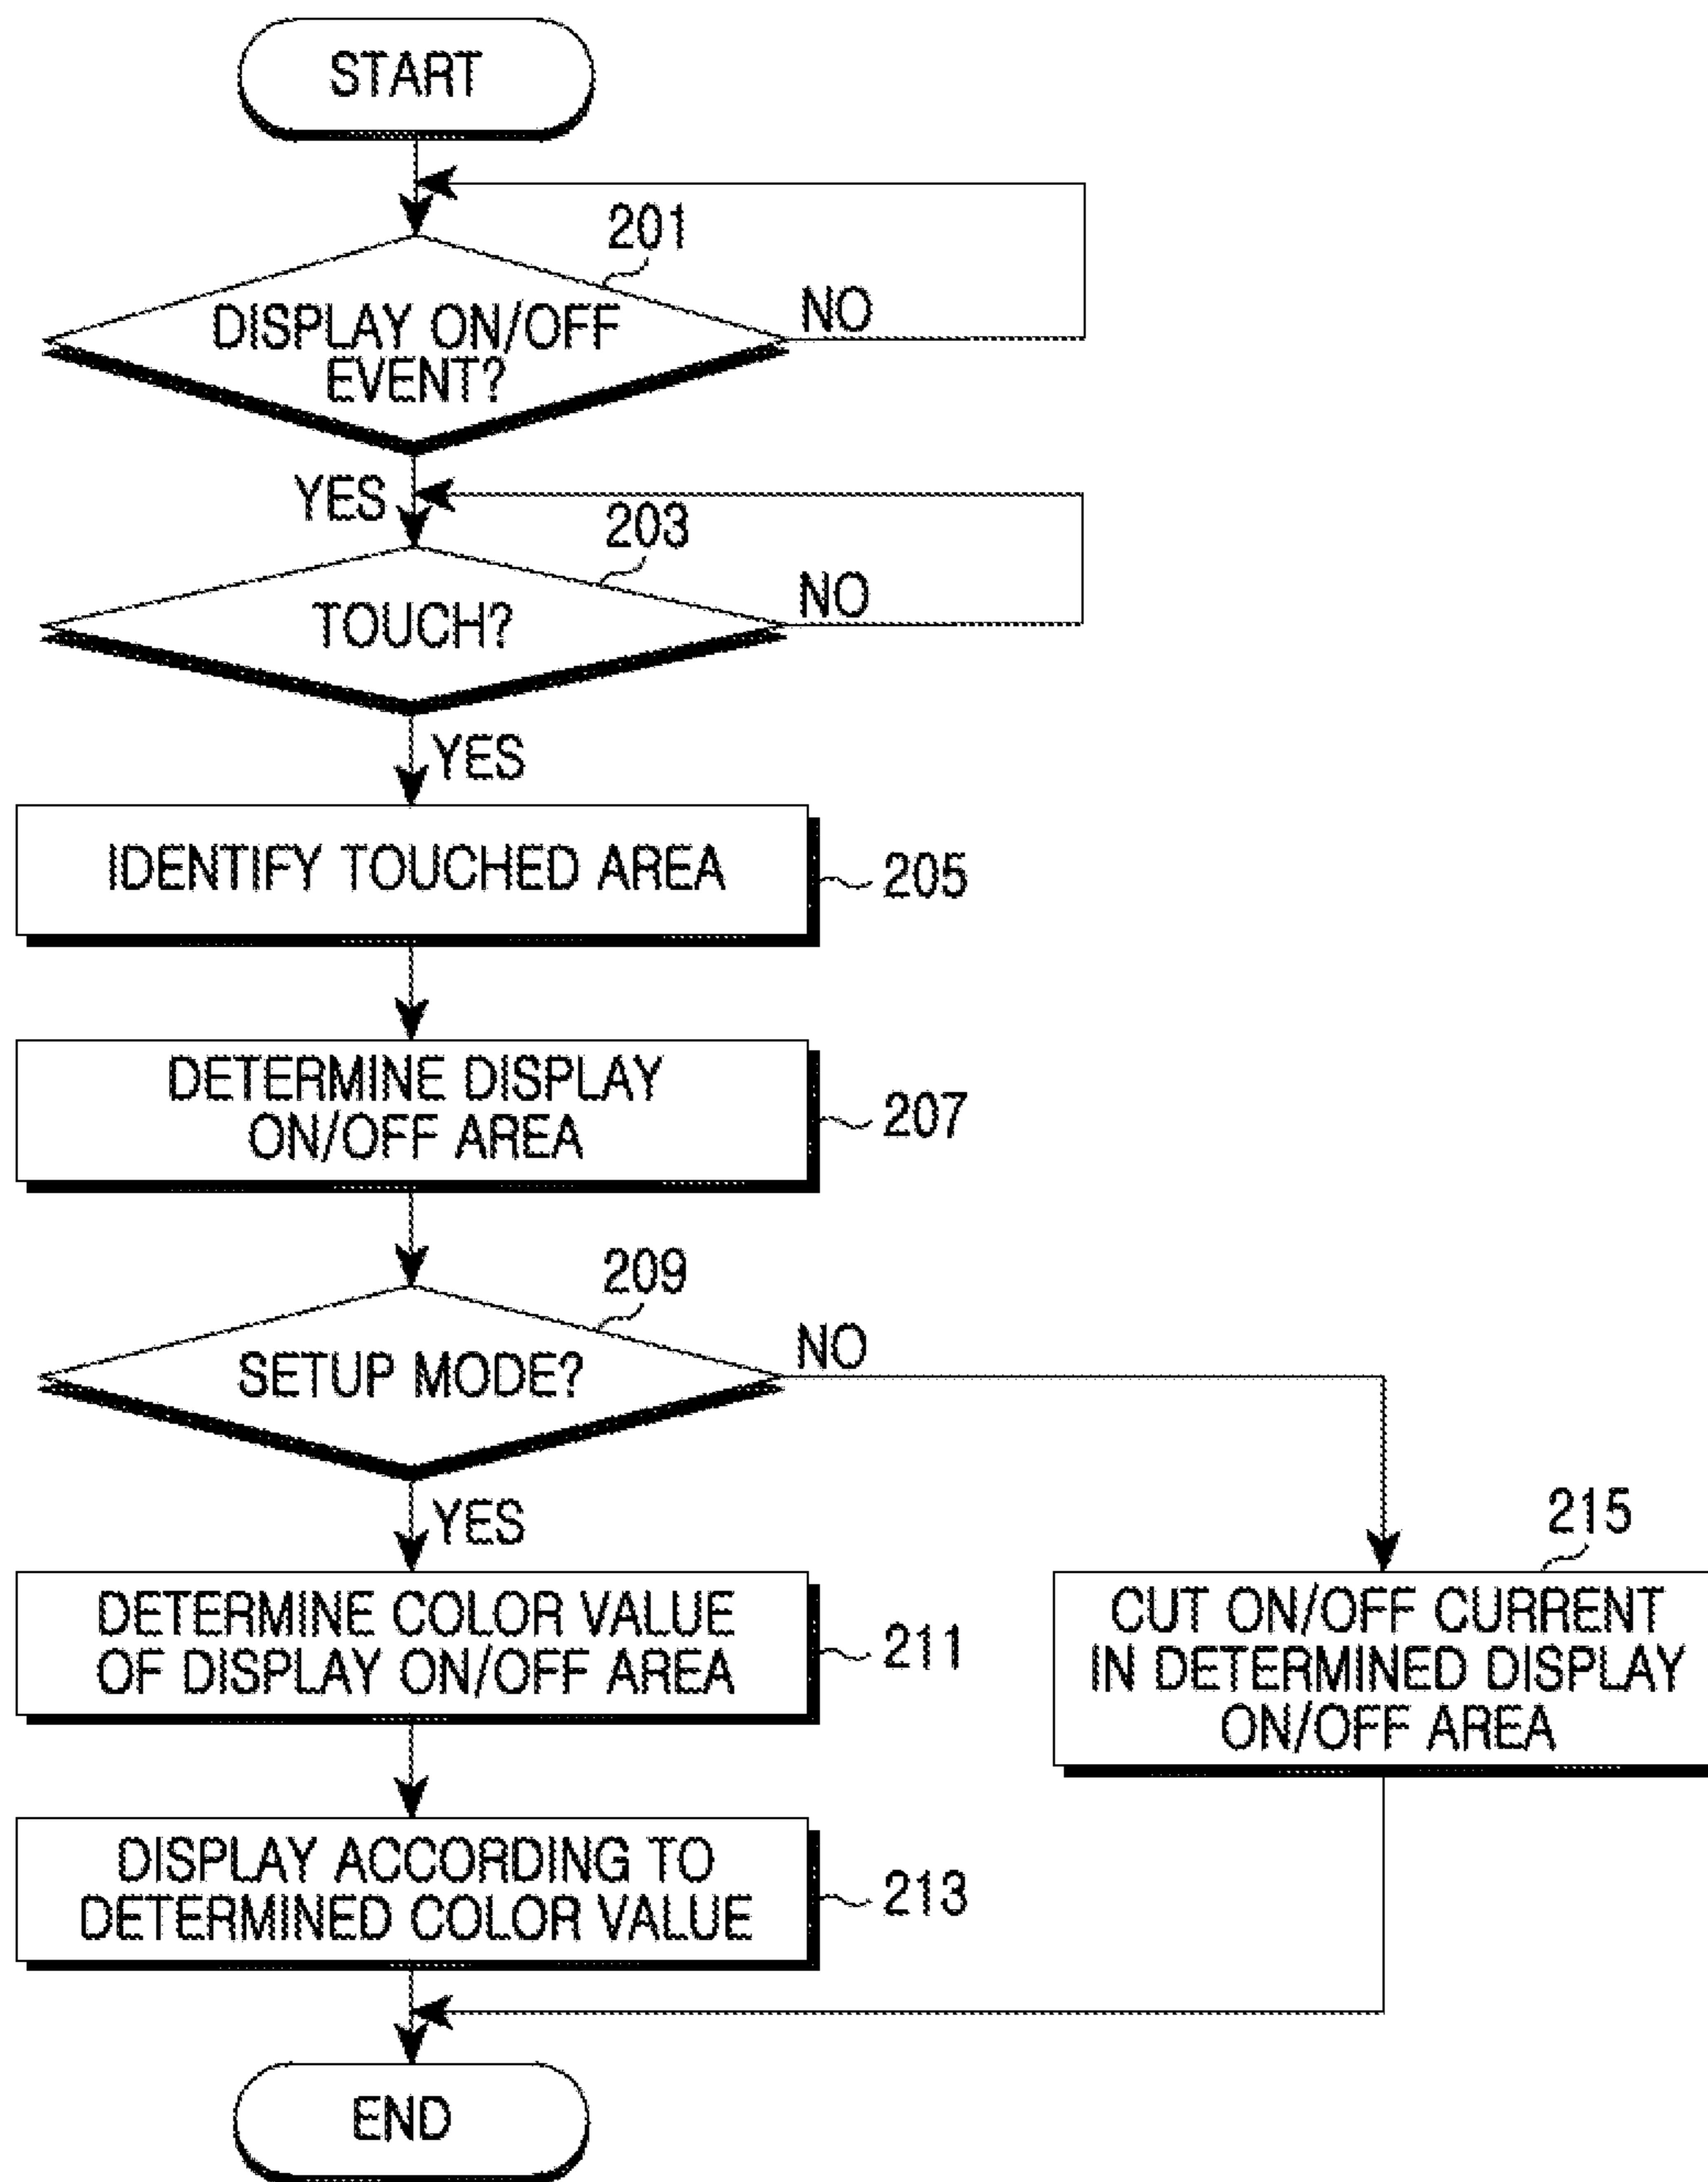 START
201
DISPLAY ON/OFF
EVENT?
NO
YES
203
TOUCH?
NO
YES
IDENTIFY TOUCHED AREA
205
DETERMINE DISPLAY
ON/OFF AREA
207
209
SETUP MODE?
NO
YES
DETERMINE COLOR VALUE
OF DISPLAY ON/OFF AREA
211
215
CUT ON/OFF CURRENT
IN DETERMINED DISPLAY
ON/OFF AREA
DISPLAY ACCORDING TO
DETERMINED COLOR VALUE
213
END